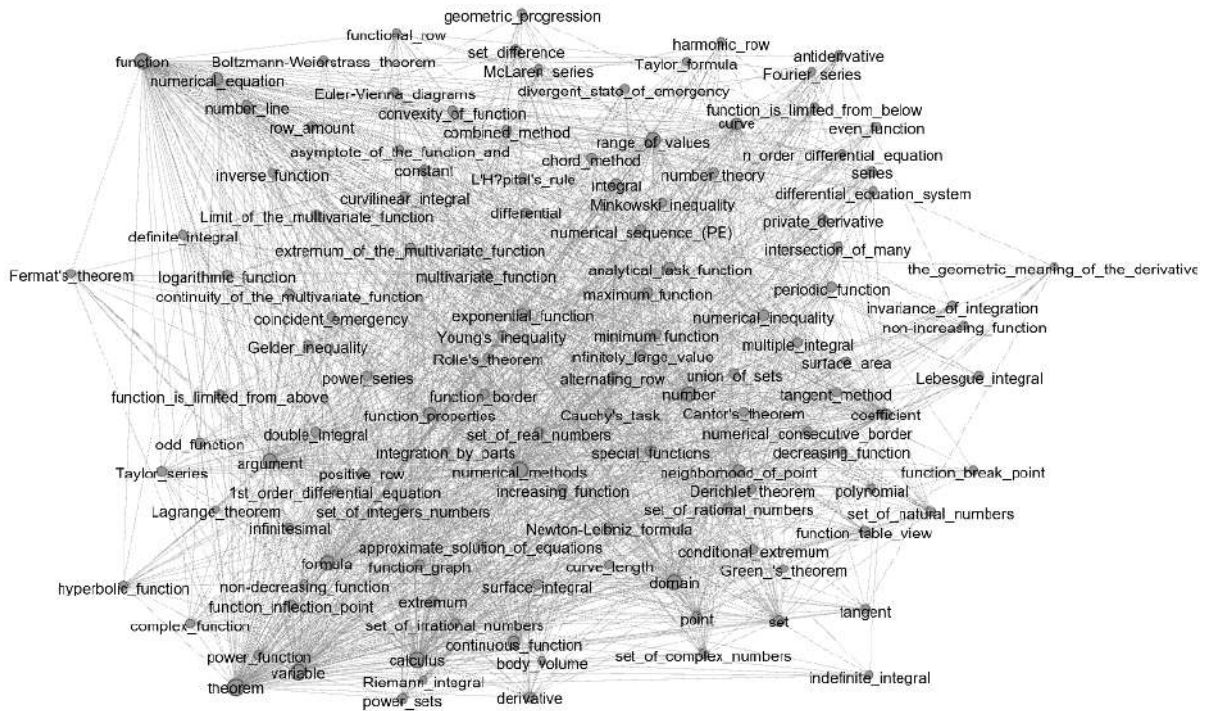 geometric_progression
functional_row
set_difference
harmonic_row
function
Boltzmann-Weierstrass_theorem
Taylor_formula
antiderivative
McLaren_series
Fourier_series
numerical_equation
Euler-Vienna_diagrams
divergent_state_of_emergency
number_line
convexity_of_function
function_is_limited_from_below
row_amount
combined_method
curve
even_function
range_of_values
asymptote_of_the_function_and
chord_method
n_order_differential_equation
inverse_function
constant
L'H?pital's_rule
integral
number_theory
series
curvilinear_integral
Minkowski_inequality
differential_equation_system
Limit_of_the_multivariate_function
differential
private_derivative
definite_integral
numerical_sequence_(PE)
extremum_of_the_multivariate_function
intersection_of_many
Fermat's_theorem
logarithmic_function
multivariate_function
analytical_task_function
the_geometric_meaning_of_the_derivative
continuity_of_the_multivariate_function
maximum_function
periodic_function
invariance_of_integration
coincident_emergency
exponential_function
numerical_inequality
non-increasing_function
Gelder_inequality
Young's_inequality
minimum_function
multiple_integral
Rolle's_theorem
infinitely_large_value
surface_area
power_series
alternating_row
union_of_sets
Lebesgue_integral
function_is_limited_from_above
function_border
number
tangent_method
function_properties
Cauchy's_task
Cantor's_theorem
coefficient
odd_function
double_integral
set_of_real_numbers
numerical_consecutive_border
argument
integration_by_parts
special_functions
decreasing_function
Taylor_series
positive_row
numerical_methods
neighborhood_of_point
function_break_point
1st_order_differential_equation
increasing_function
Derichlet_theorem
polynomial
Lagrange_theorem
set_of_integers_numbers
set_of_rational_numbers
set_of_natural_numbers
infinitesimal
Newton-Leibniz_formula
function_table_view
approximate_solution_of_equations
conditional_extremum
formula
function_graph
curve_length
Green_'s_theorem
hyperbolic_function
non-decreasing_function
surface_integral
domain
function_inflection_point
extremum
tangent
complex_function
set_of_irrational_numbers
point
set
power_function
calculus
continuous_function
set_of_complex_numbers
variable
body_volume
theorem
Riemann_integral
indefinite_integral
power_sets
derivative